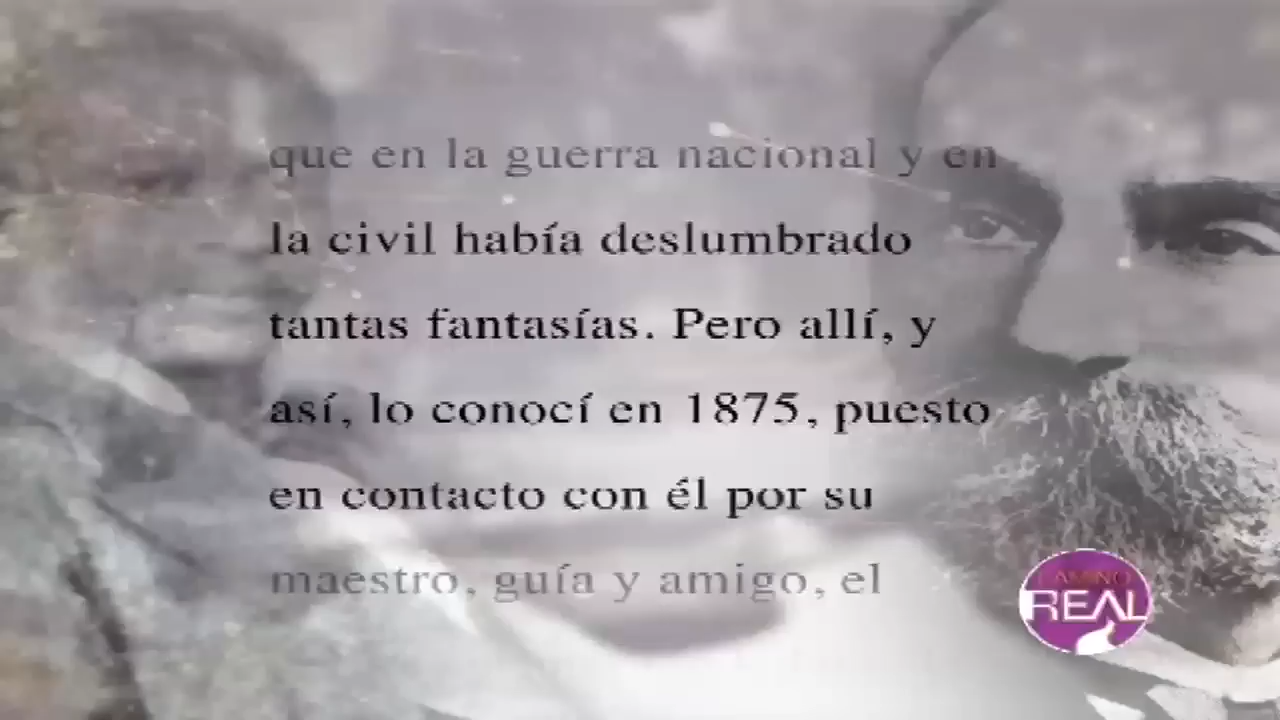 que en la guerra nacional y en
la civil había deslumbrado
tantas fantasías. Pero allí, y
así, lo conocí en 1875, puesto
en contacto con él por su
maestro, guía y amigo, el
CAMINO
REAL